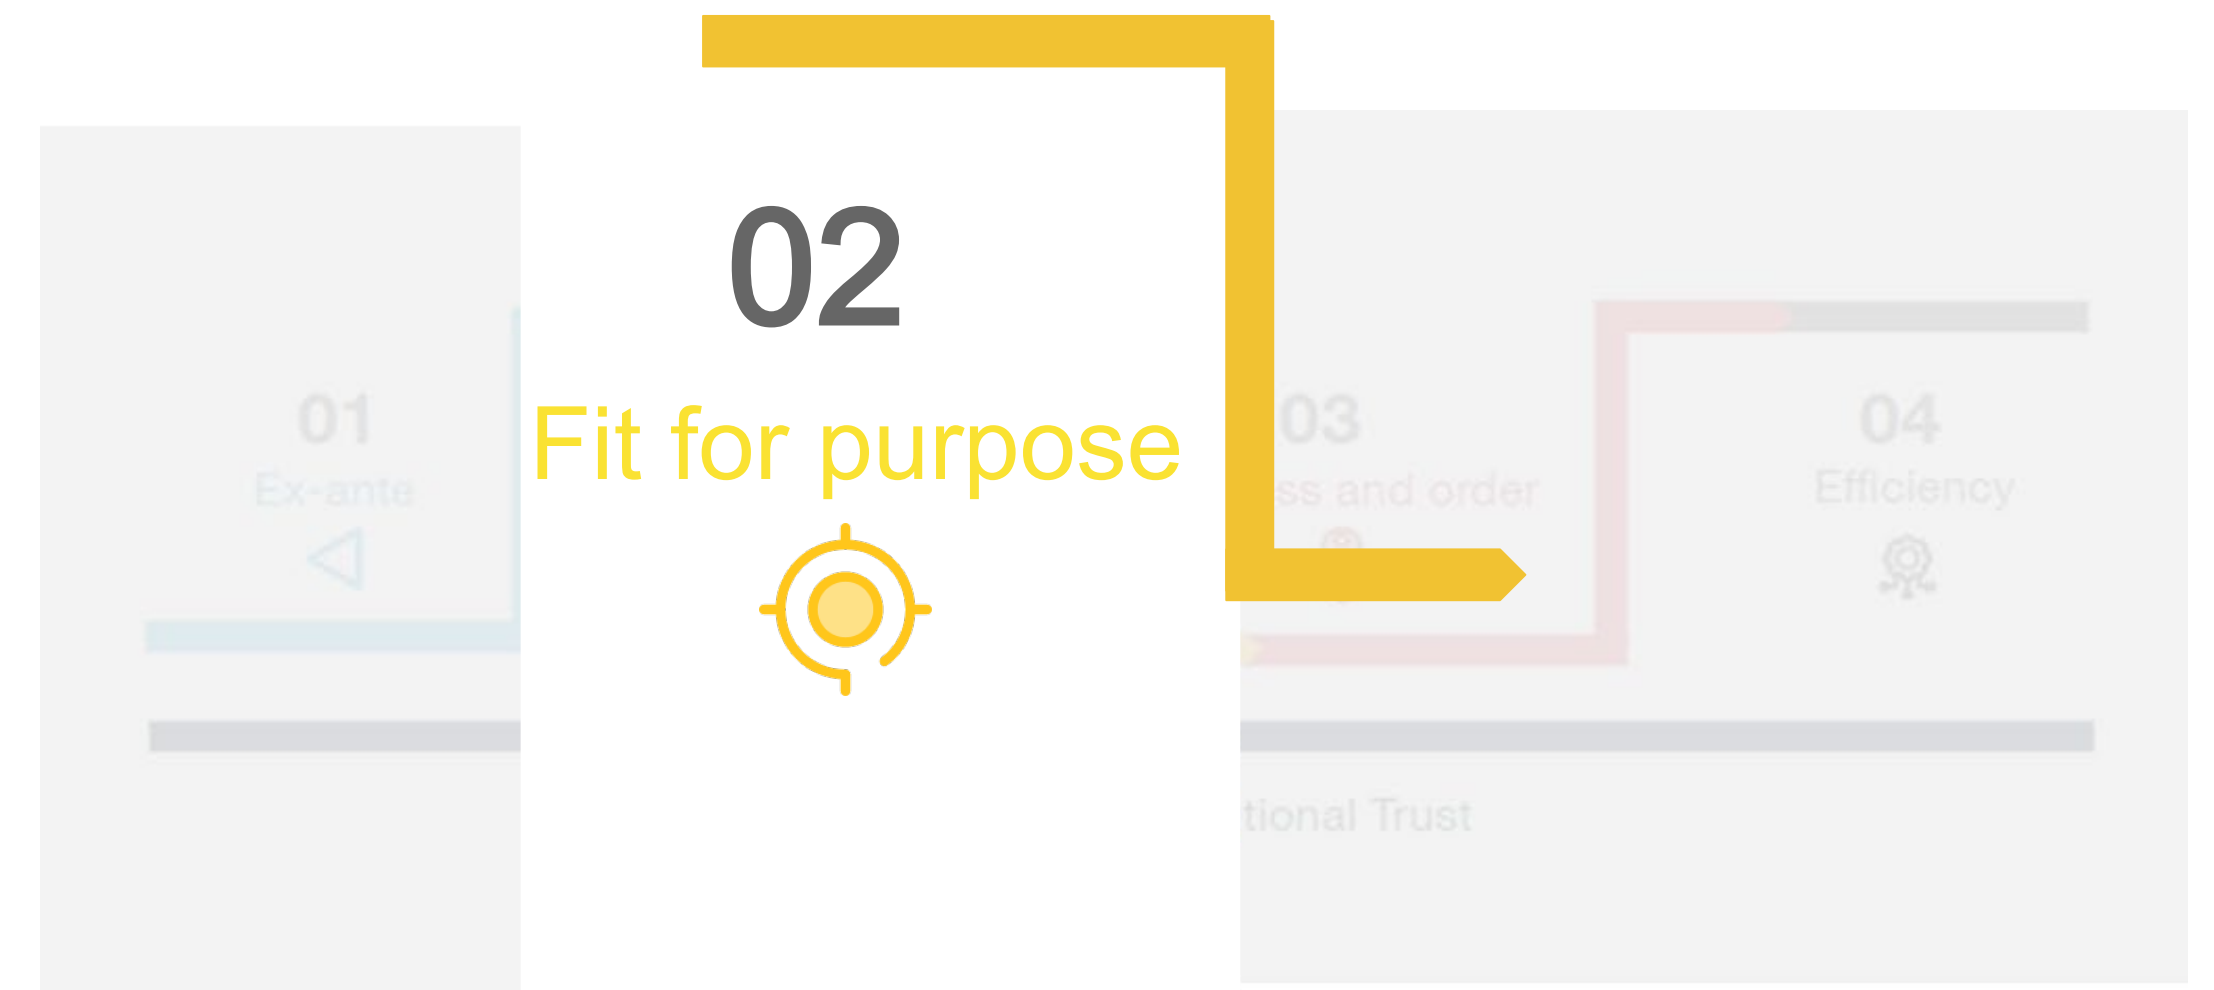 01
Ex-ante
02
Fit for purpose
03
ss and order
04
Efficiency
tional Trust